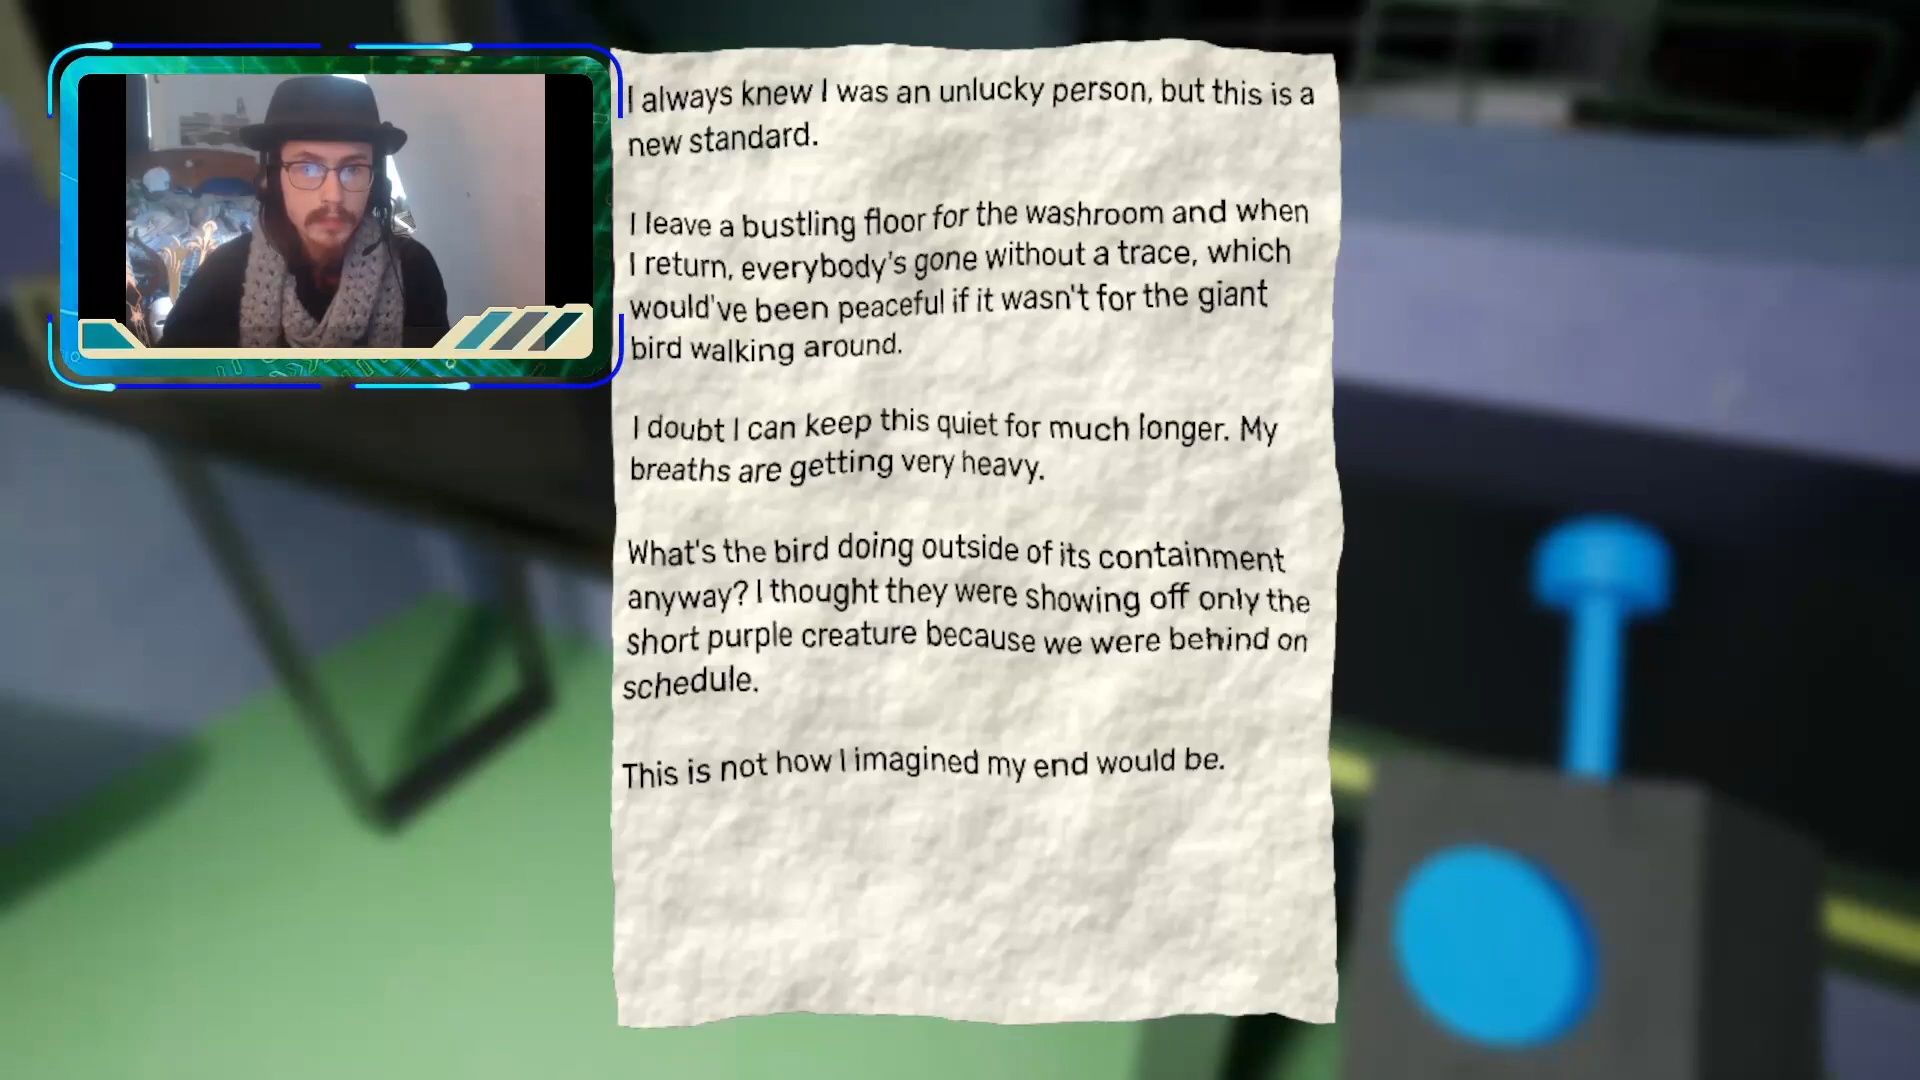 I always knew I was an unlucky person, but this is a
new standard.
I leave a bustling floor for the washroom and when
I return, everybody's gone without a trace, which
would've been peaceful if it wasn't for the giant
bird walking around.
I doubt I can keep this quiet for much longer. My
breaths are getting very heavy.
What's the bird doing outside of its containment
anyway? I thought they were showing off only the
short purple creature because we were behind on
schedule.
This is not how I imagined my end would be.